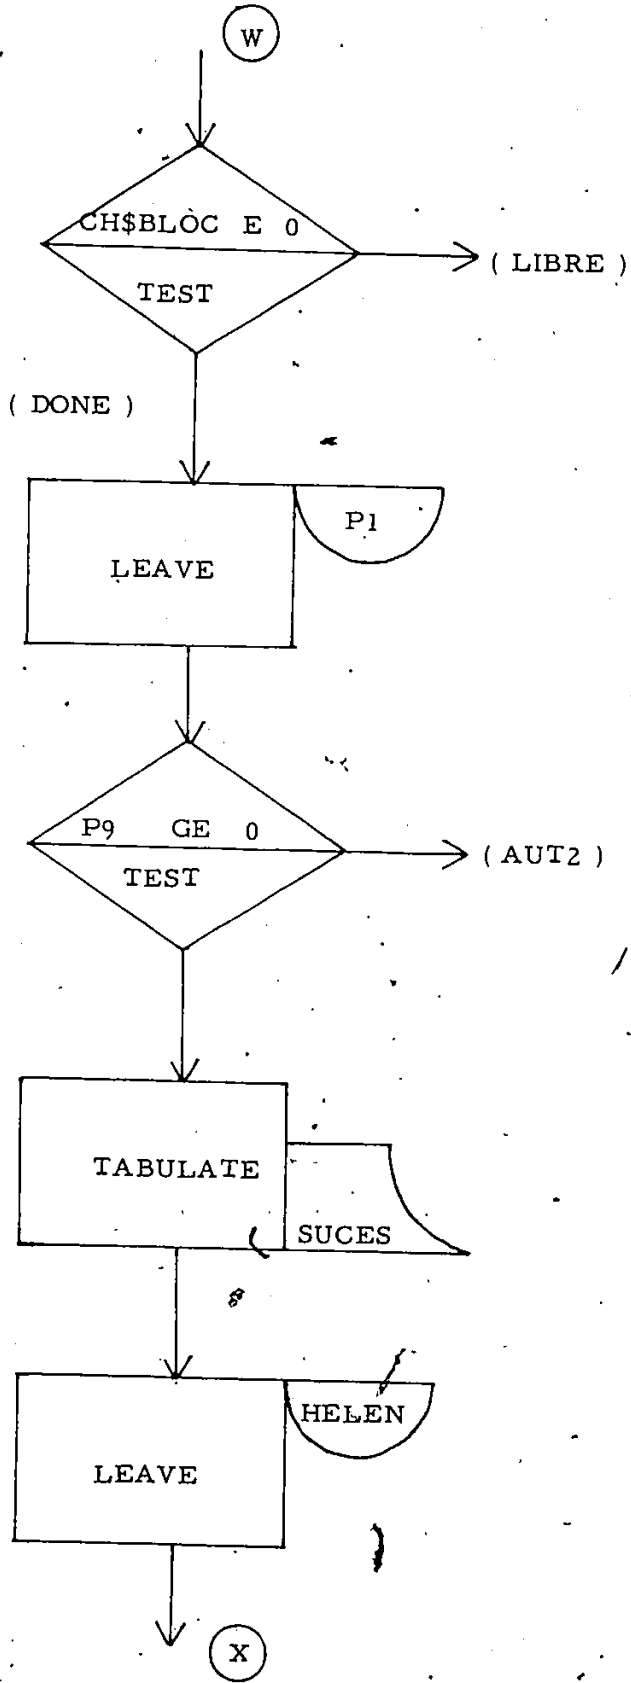 W
CH$BLOC E 0
TEST
( LIBRE )
( DONE )
P1
LEAVE
P9 GE 0
TEST
( AUT2 )
TABULATE
SUCES
HELEN
LEAVE
X